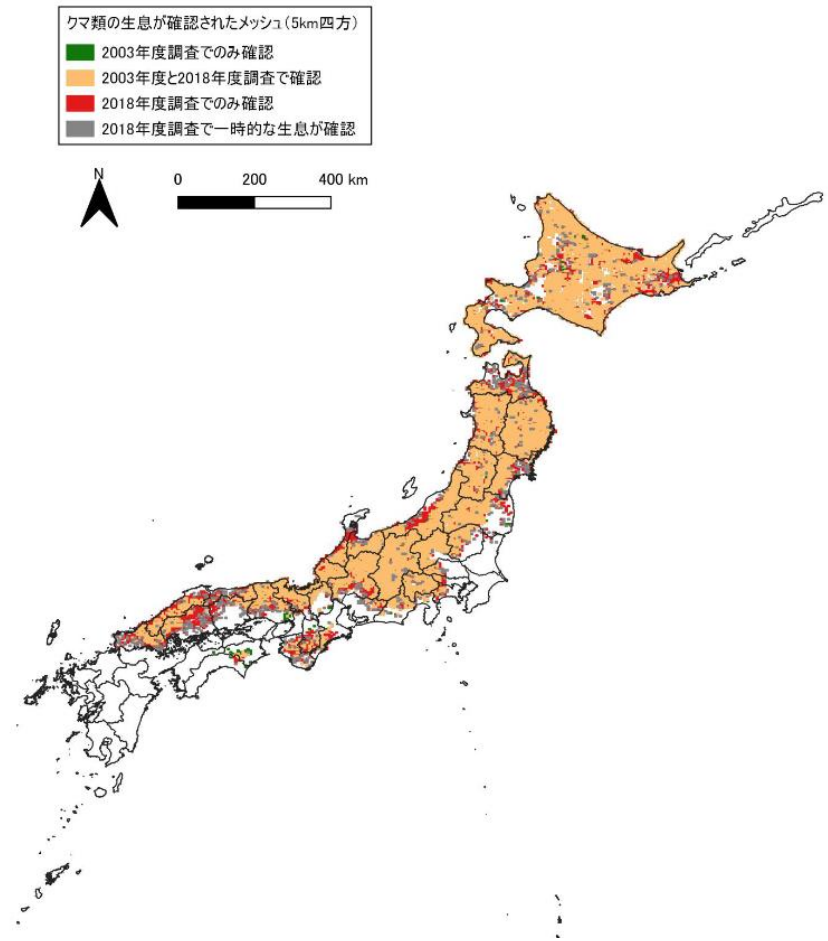 クマ類の生息が確認されたメッシュ(5km四方)
2003年度調査でのみ確認
2003年度と2018年度調査で確認
2018年度調査でのみ確認
2018年度調査で一時的な生息が確認
N
0 200 400 km